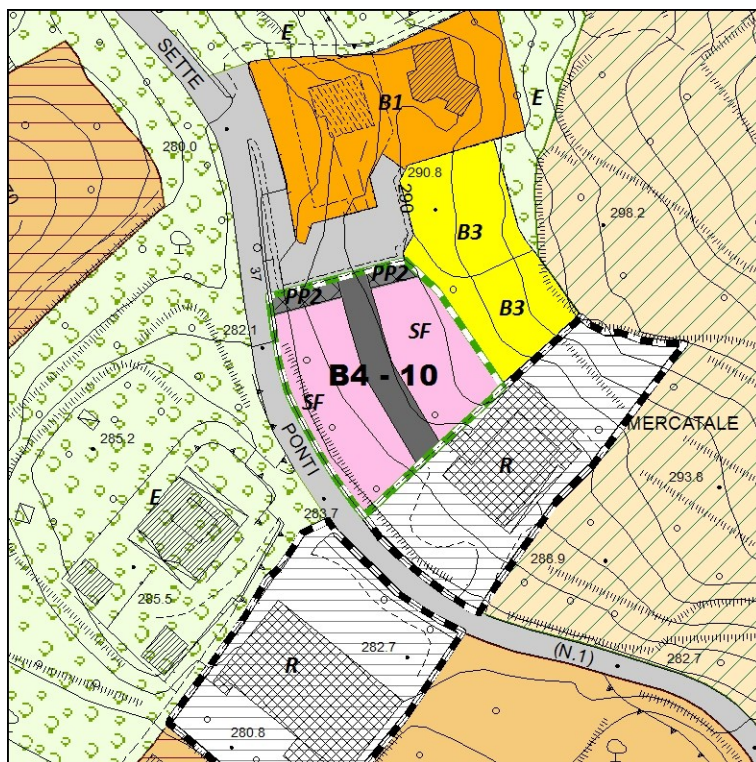 SETTE
E
B1
E
280.0
290.8
290
298.2
B3
37
PP2
PP2
B3
282.1
SF
B4 - 10
SF
MERCATALE
PONTI
285.2
R
293.8
E
283.7
288.9
285.5
282.7
(N.1)
282.7
R
280.8